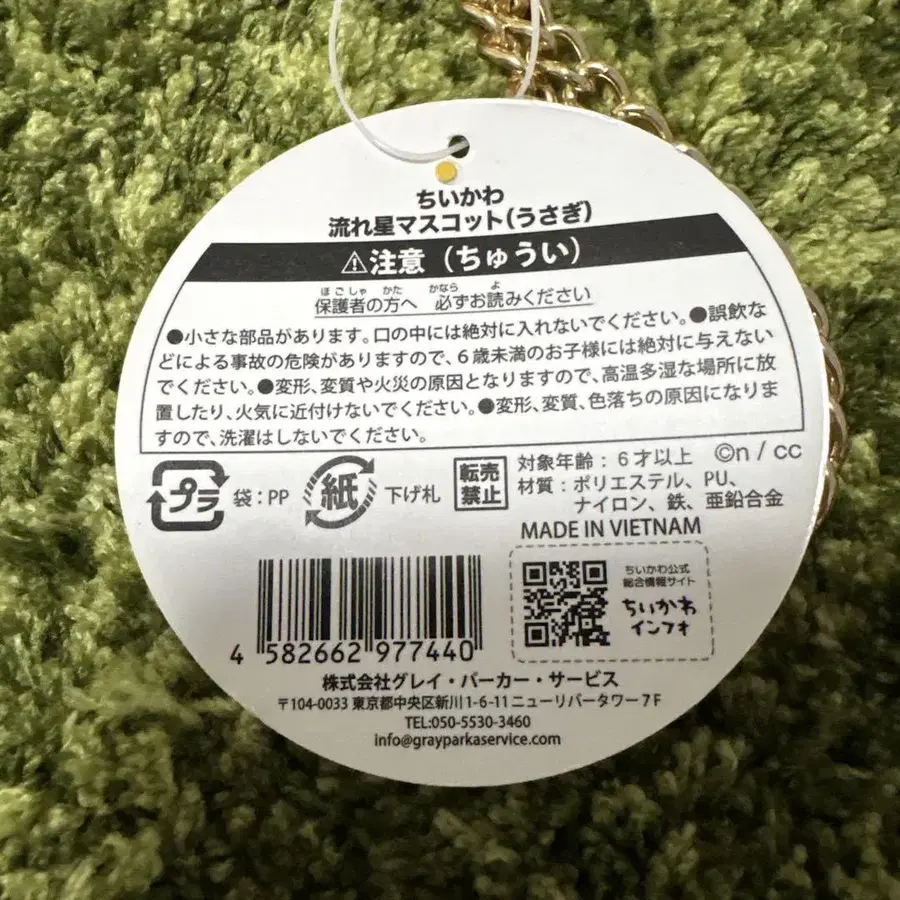 ちいかわ
流れ星マスコット(うさぎ)
⚠注意(ちゅうい)
保護者の方へ 必ずお読みください
ほごしゃ かた かなら よ
●小さな部品があります。口の中には絶対に入れないでください。●誤飲な
どによる事故の危険がありますので、6歳未満のお子様には絶対に与えない
でください。●変形、変質や火災の原因となりますので、高温多湿な場所に放
置したり、火気に近付けないでください。●変形、変質、色落ちの原因になりま
すので、洗濯はしないでください。
プラ 袋:PP 紙 下げ札
転売
禁止
対象年齢:6才以上 ©n / cc
材質:ポリエステル、PU、
ナイロン、鉄、亜鉛合金
MADE IN VIETNAM
ちいかわ公式
総合情報サイト
ちいかわ
インフォ
4 582662 977440
株式会社グレイ・パーカー・サービス
〒104-0033 東京都中央区新川1-6-11 ニューリバータワー7F
TEL:050-5530-3460
info@grayparkaservice.com